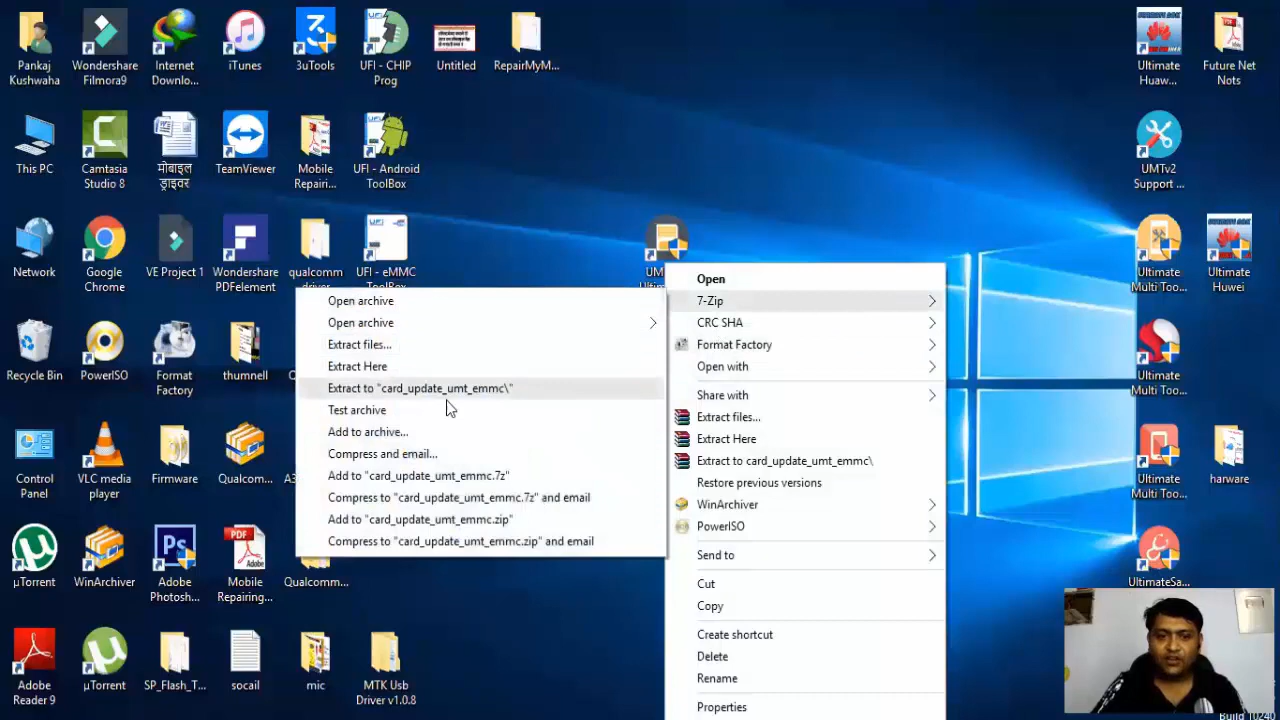 Pankaj
Kushwaha
Wondershare
Filmora9
Internet
Downlo...
iTunes
3uTools
UFI - CHIP
Prog
Untitled
RepairMyM...
Ultimate
Huaw...
Future Net
Nots
This PC
Camtasia
Studio 8
मोबाइल
ड्राइवर
TeamViewer
Mobile
Repairi...
UFI - Android
ToolBox
UMTv2
Support ...
Network
Google
Chrome
VE Project 1
Wondershare
PDFelement
qualcomm
driver
UFI - eMMC
ToolBox
Ultimate
Multi Too...
Ultimate
Huwei
Recycle Bin
PowerISO
Format
Factory
thumnell
Ultimate
Multi Too...
Control
Panel
VLC media
player
Firmware
Qualcom...
Ultimate
Multi Too...
harware
µTorrent
WinArchiver
Adobe
Photosh...
Mobile
Repairing...
Qualcomm...
UltimateSa...
Adobe
Reader 9
µTorrent
SP_Flash_T...
socail
mic
MTK Usb
Driver v1.0.8
Open archive
Open archive
Extract files...
Extract Here
Extract to "card_update_umt_emmc\"
Test archive
Add to archive...
Compress and email...
Add to "card_update_umt_emmc.7z"
Compress to "card_update_umt_emmc.7z" and email
Add to "card_update_umt_emmc.zip"
Compress to "card_update_umt_emmc.zip" and email
Open
7-Zip
CRC SHA
Format Factory
Open with
Share with
Extract files...
Extract Here
Extract to card_update_umt_emmc\
Restore previous versions
WinArchiver
PowerISO
Send to
Cut
Copy
Create shortcut
Delete
Rename
Properties
Build 10240